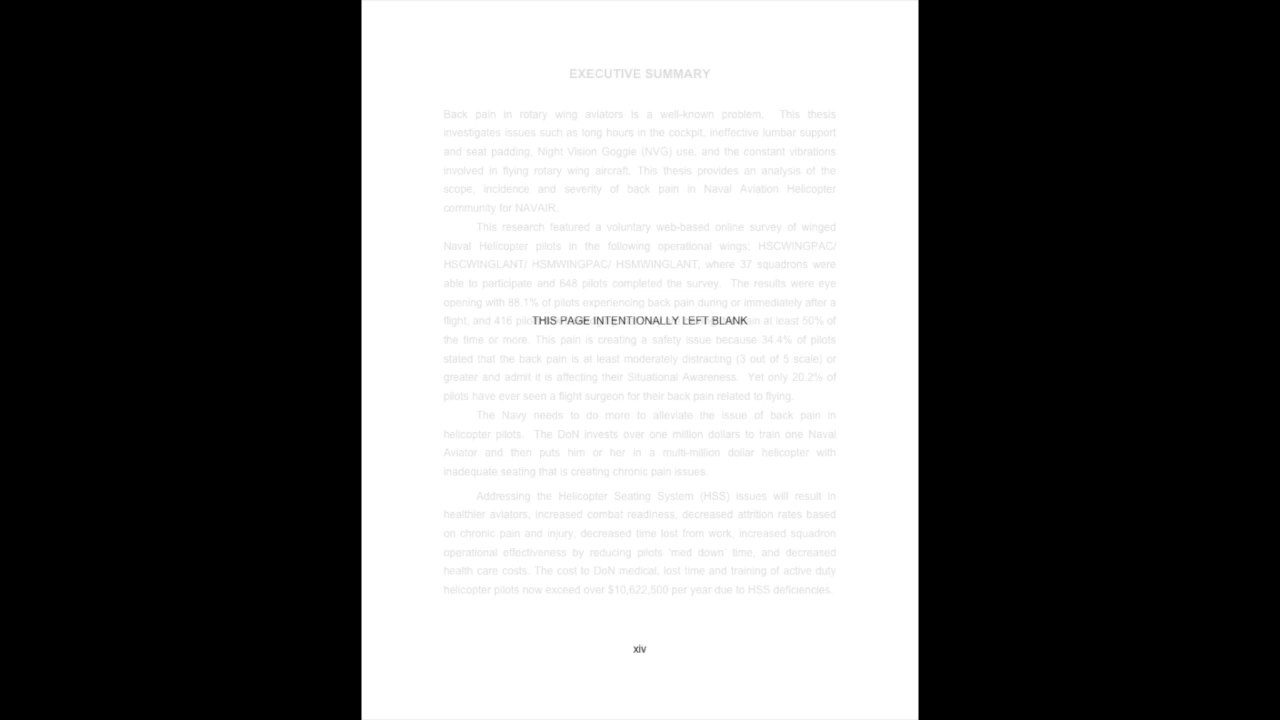 EXECUTIVE SUMMARY
Back pain in rotary wing aviators is a well-known problem. This thesis
investigates issues such as long hours in the cockpit, ineffective lumbar support
and seat padding, Night Vision Goggle (NVG) use, and the constant vibrations
involved in flying rotary wing aircraft. This thesis provides an analysis of the
scope, incidence and severity of back pain in Naval Aviation Helicopter
community for NAVAIR.
This research featured a voluntary web-based online survey of winged
Naval Helicopter pilots in the following operational wings, HSCWINGPAC/
HSCWINGLANT/ HSMWINGPAC/ HSMWINGLANT, where 37 squadrons were
able to participate and 648 pilots completed the survey. The results were eye
opening with 88.1% of pilots experiencing back pain during or immediately after a
flight, and 416 at least 50% of
THIS PAGE INTENTIONALLY LEFT BLANK
the time or more. This pain is creating a safety issue because 34.4% of pilots
stated that the back pain is at least moderately distracting (3 out of 5 scale) or
greater and admit it is affecting their Situational Awareness. Yet only 20.2% of
pilots have ever seen a flight surgeon for their back pain related to flying.
The Navy needs to do more to alleviate the issue of back pain in
helicopter pilots. The DoN invests over one million dollars to train one Naval
Aviator and then puts him or her in a multi-million dollar helicopter with
inadequate seating that is creating chronic pain issues.
Addressing the Helicopter Seating System (HSS) issues will result in
healthier aviators, increased combat readiness, decreased attrition rates based
on chronic pain and injury, decreased time lost from work, increased squadron
operational effectiveness by reducing pilots 'med down' time, and decreased
health care costs. The cost to DoN medical, lost time and training of active duty
helicopter pilots now exceed over $10,622,500 per year due to HSS deficiencies.
xiv